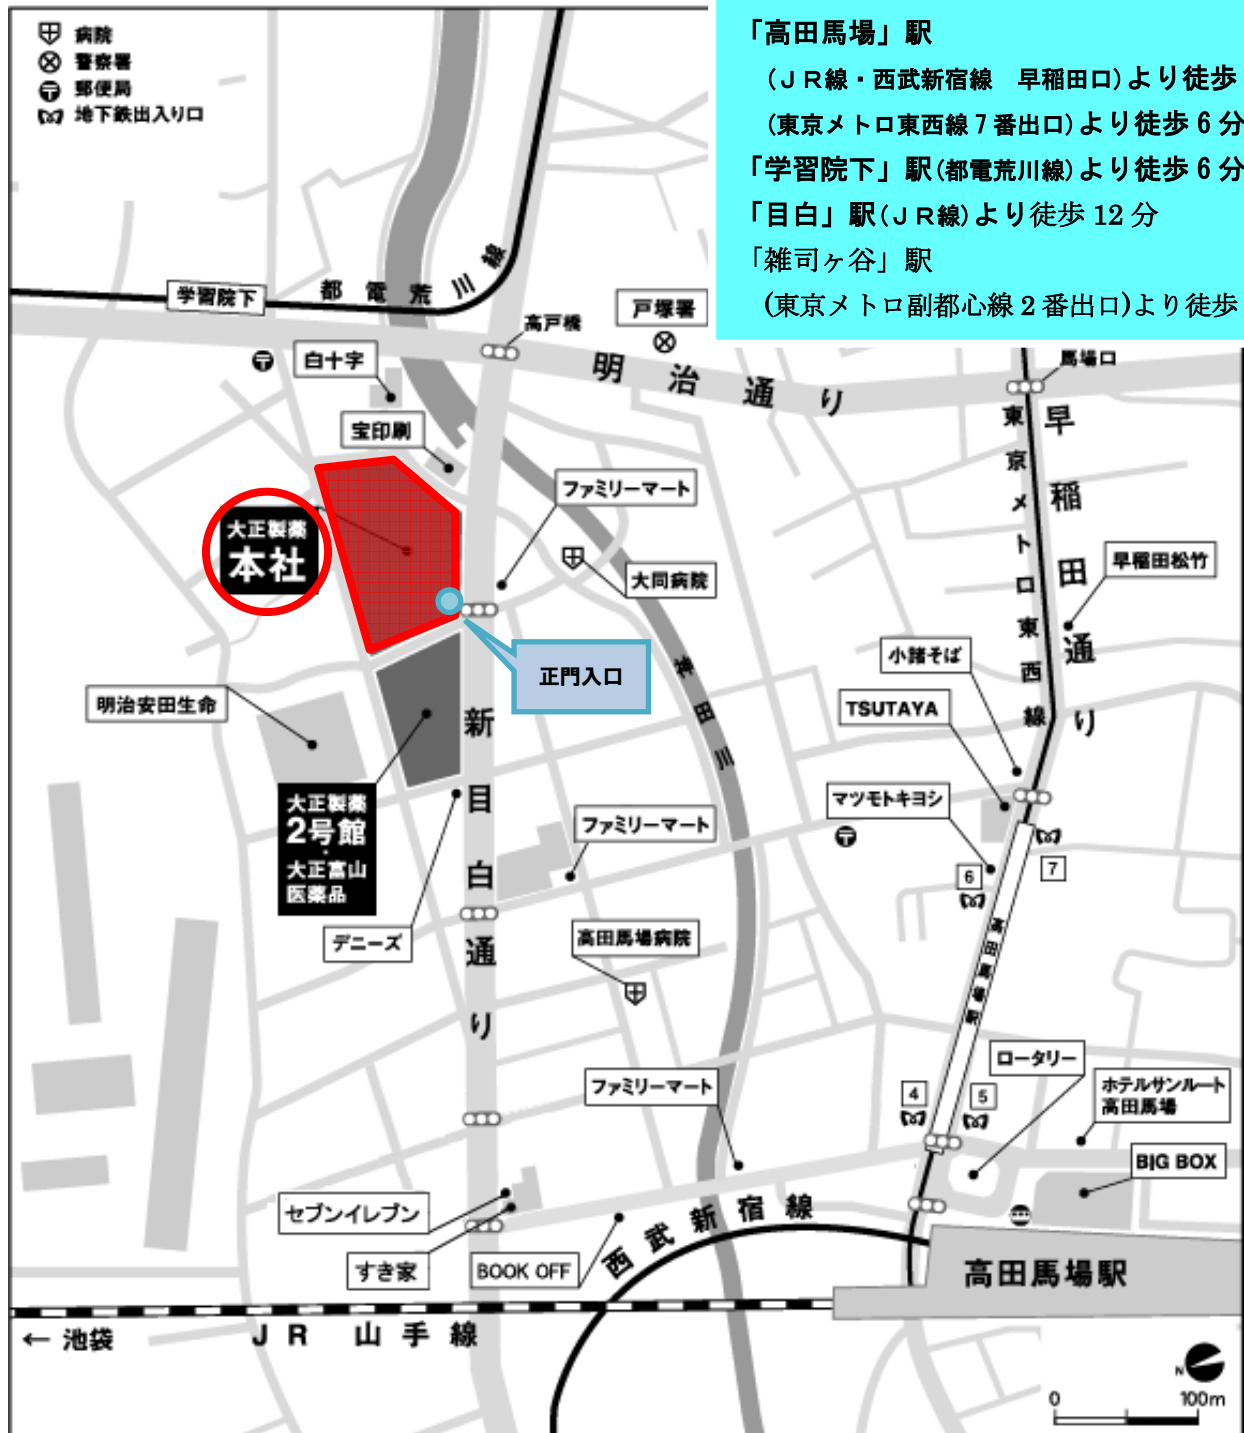 病院
警察署
郵便局
地下鉄出入り口
「高田馬場」駅
(ＪＲ線・西武新宿線　早稲田口)より徒歩
(東京メトロ東西線７番出口)より徒歩６分
「学習院下」駅(都電荒川線)より徒歩６分
「目白」駅(ＪＲ線)より徒歩 12 分
「雑司ヶ谷」駅
(東京メトロ副都心線２番出口)より徒歩
学習院下
都電荒川線
高戸橋
戸塚署
明治通り
馬場口
白十字
宝印刷
ファミリーマート
大正製薬
本社
大同病院
東京メトロ東西線
早稲田通り
早稲田松竹
正門入口
小諸そば
TSUTAYA
マツモトキヨシ
明治安田生命
神田川
新目白通り
大正製薬
2号館
・
大正富山
医薬品
デニーズ
ファミリーマート
高田馬場病院
6
7
高田馬場駅
ロータリー
4
5
ホテルサンルート
高田馬場
BIG BOX
ファミリーマート
セブンイレブン
すき家
BOOK OFF
西武新宿線
高田馬場駅
← 池袋
ＪＲ 山手線
N
0
100m